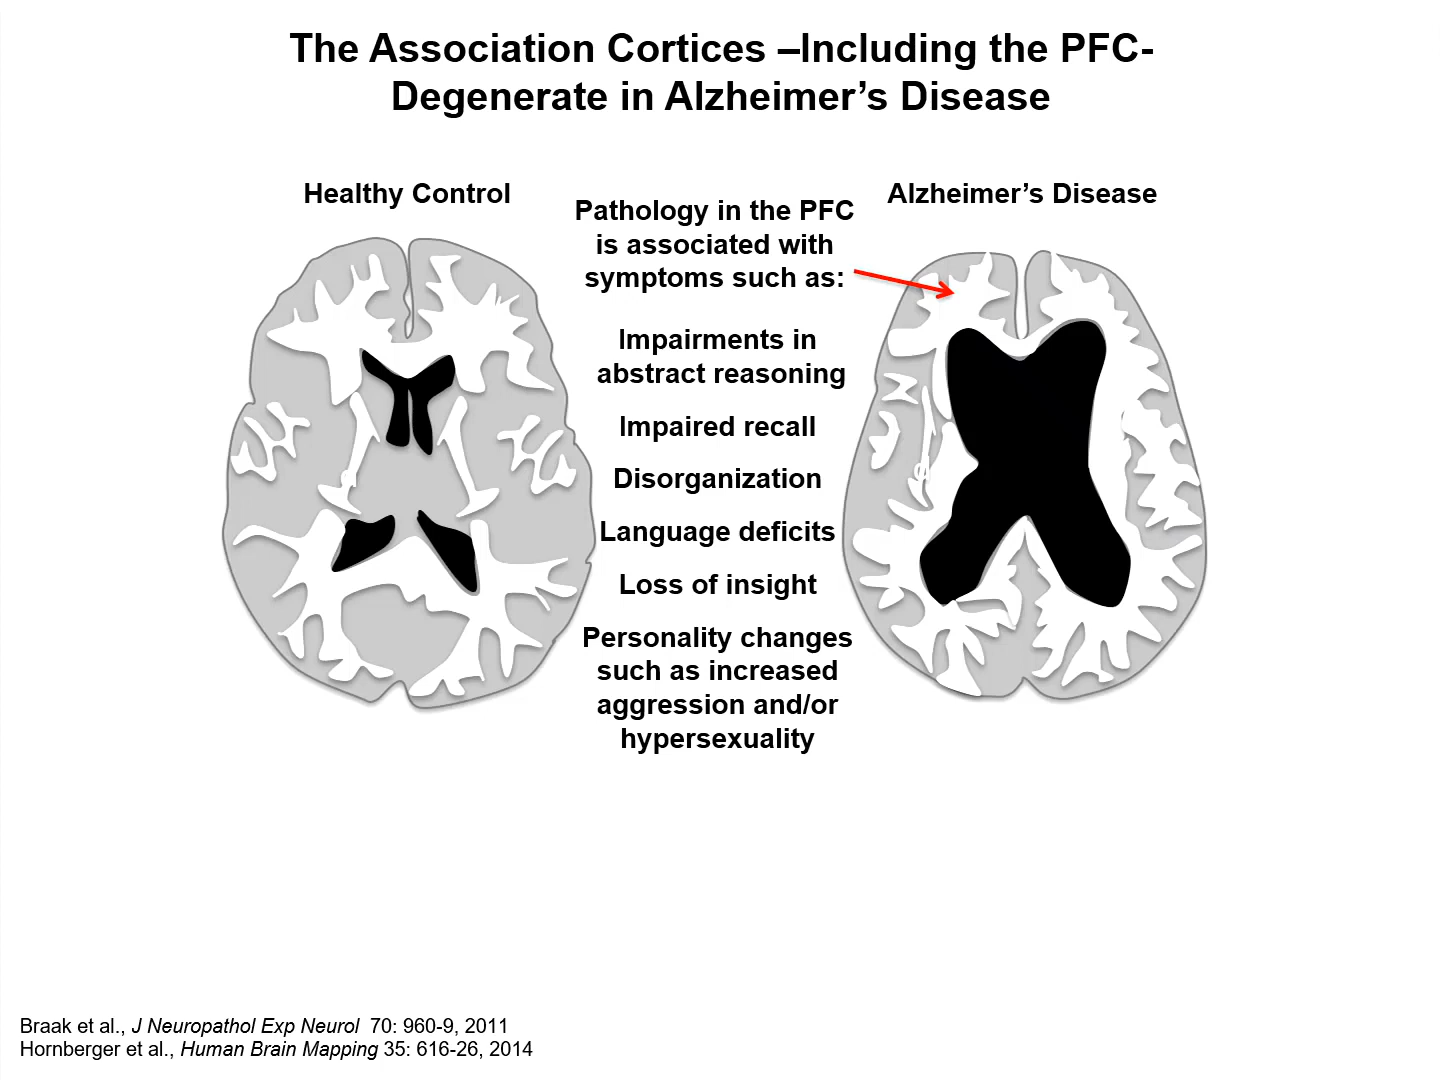 The Association Cortices –Including the PFC-
Degenerate in Alzheimer’s Disease
Healthy Control
Pathology in the PFC
is associated with
symptoms such as:
Alzheimer’s Disease
Impairments in
abstract reasoning
Impaired recall
Disorganization
Language deficits
Loss of insight
Personality changes
such as increased
aggression and/or
hypersexuality
Braak et al., J Neuropathol Exp Neurol 70: 960-9, 2011
Hornberger et al., Human Brain Mapping 35: 616-26, 2014